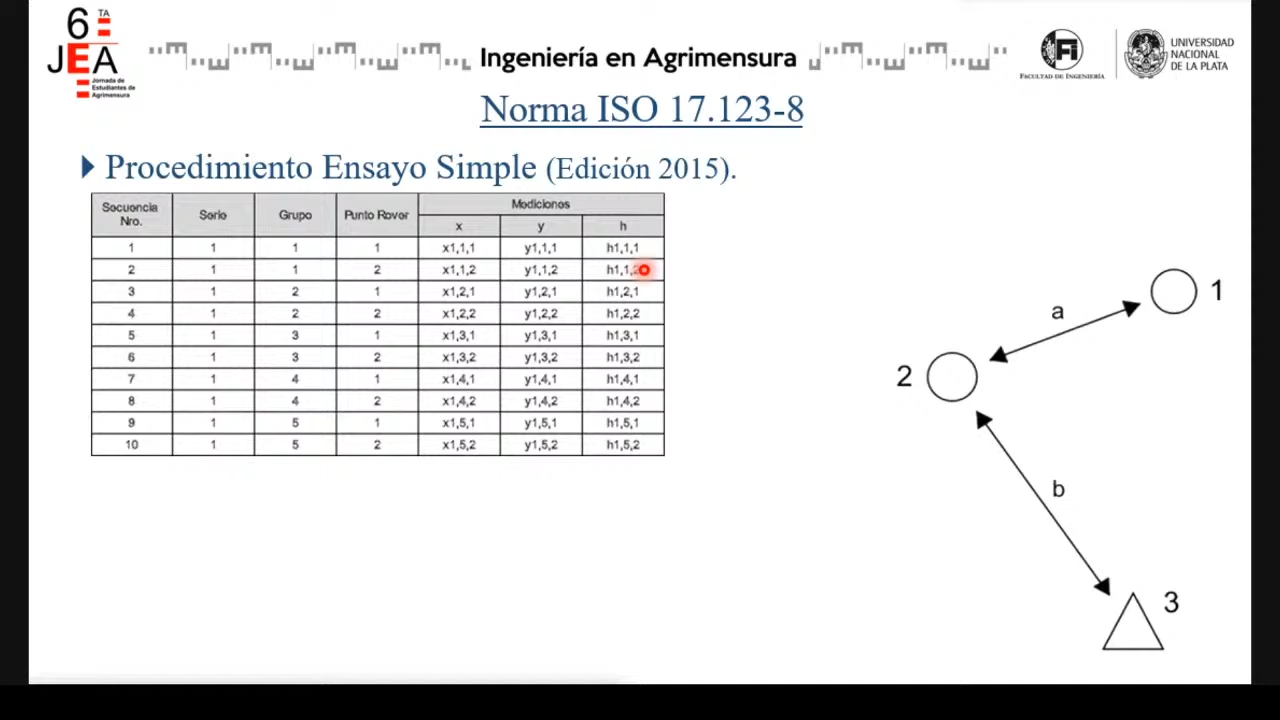 6 TA
JEA
Jornada de
Estudiantes de
Agrimensura
Ingeniería en Agrimensura
FACULTAD DE INGENIERÍA
UNIVERSIDAD
NACIONAL
DE LA PLATA
Norma ISO 17.123-8
Procedimiento Ensayo Simple (Edición 2015).
Secuencia Nro. Serie Grupo Punto Rover Mediciones
x y h
1 1 1 1 x1,1,1 y1,1,1 h1,1,1
2 1 1 2 x1,1,2 y1,1,2 h1,1,2
3 1 2 1 x1,2,1 y1,2,1 h1,2,1
4 1 2 2 x1,2,2 y1,2,2 h1,2,2
5 1 3 1 x1,3,1 y1,3,1 h1,3,1
6 1 3 2 x1,3,2 y1,3,2 h1,3,2
7 1 4 1 x1,4,1 y1,4,1 h1,4,1
8 1 4 2 x1,4,2 y1,4,2 h1,4,2
9 1 5 1 x1,5,1 y1,5,1 h1,5,1
10 1 5 2 x1,5,2 y1,5,2 h1,5,2
1
a
2
b
3